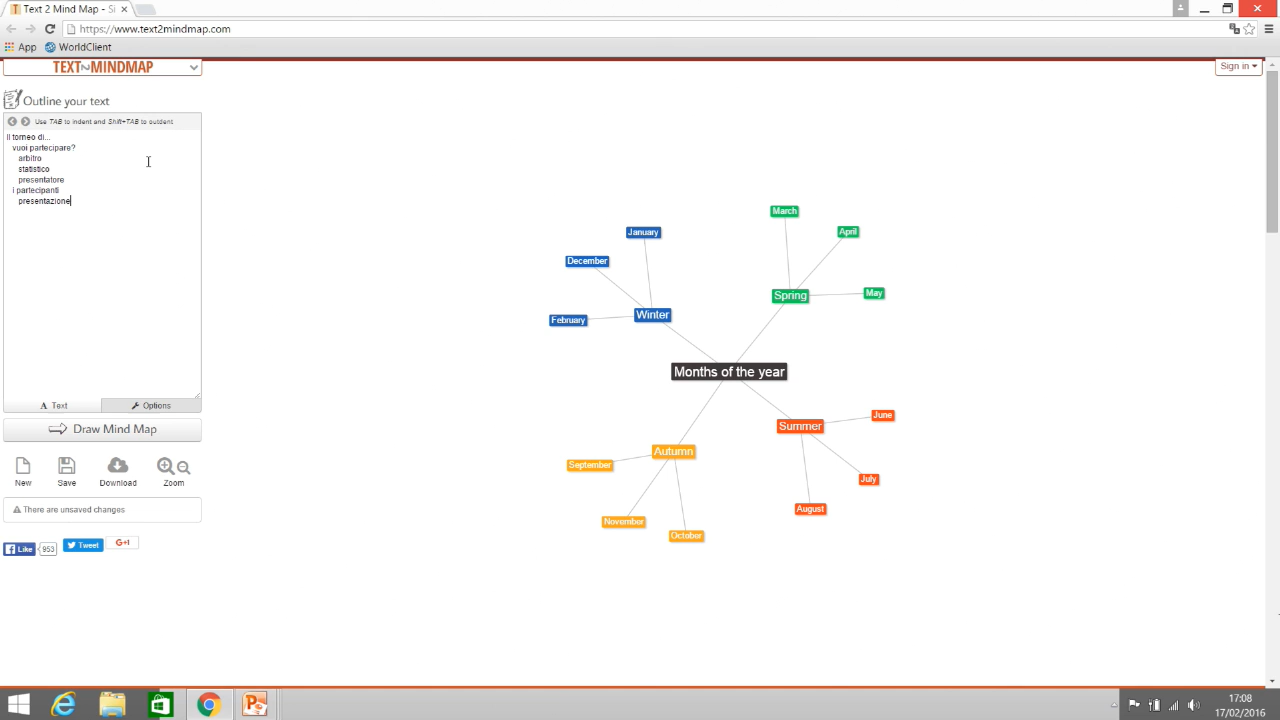 Text 2 Mind Map - Si
https://www.text2mindmap.com
App
WorldClient
TEXT 2 MINDMAP
Sign in
Outline your text
Use TAB to indent and Shift+TAB to outdent
Il torneo di...
vuoi partecipare?
arbitro
statistico
presentatore
i partecipanti
presentazione
March
January
April
December
May
Spring
Winter
February
Months of the year
June
Summer
Autumn
September
July
August
November
October
A Text
Options
Draw Mind Map
New
Save
Download
Zoom
There are unsaved changes
Like
953
Tweet
G+1
17:08
17/02/2016